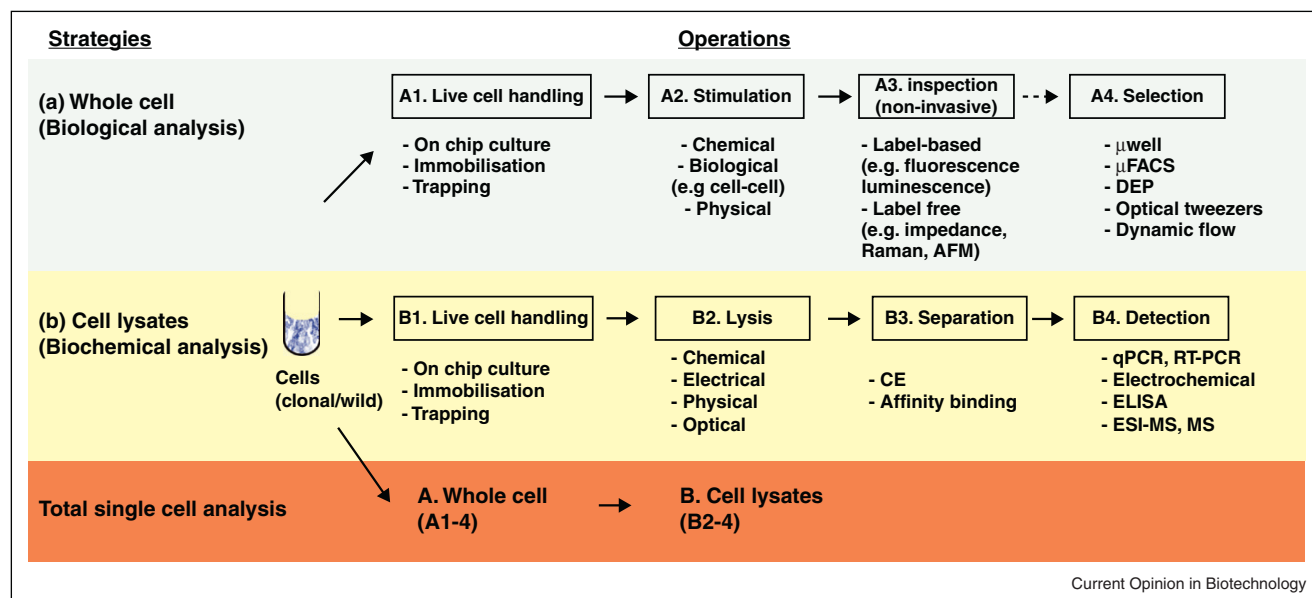 Strategies
Operations
(a) Whole cell
(Biological analysis)
A1. Live cell handling
- On chip culture
- Immobilisation
- Trapping
A2. Stimulation
- Chemical
- Biological
(e.g cell-cell)
- Physical
A3. inspection
(non-invasive)
- Label-based
(e.g. fluorescence
luminescence)
- Label free
(e.g. impedance,
Raman, AFM)
A4. Selection
- μwell
- μFACS
- DEP
- Optical tweezers
- Dynamic flow
(b) Cell lysates
(Biochemical analysis)
Cells
(clonal/wild)
B1. Live cell handling
- On chip culture
- Immobilisation
- Trapping
B2. Lysis
- Chemical
- Electrical
- Physical
- Optical
B3. Separation
- CE
- Affinity binding
B4. Detection
- qPCR, RT-PCR
- Electrochemical
- ELISA
- ESI-MS, MS
Total single cell analysis
A. Whole cell
(A1-4)
B. Cell lysates
(B2-4)
Current Opinion in Biotechnology